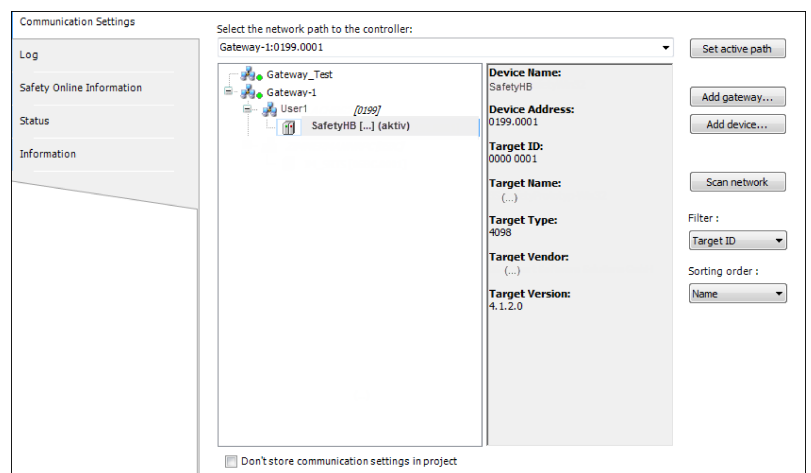 Communication Settings
Log
Safety Online Information
Status
Information
Select the network path to the controller:
Gateway-1:0199.0001
Set active path
Gateway_Test
Gateway-1
User1 [0199]
SafetyHB [...] (aktiv)
Device Name:
SafetyHB
Device Address:
0199.0001
Target ID:
0000 0001
Target Name:
(...)
Target Type:
4098
Target Vendor:
(...)
Target Version:
4.1.2.0
Add gateway...
Add device...
Scan network
Filter :
Target ID
Sorting order :
Name
Don't store communication settings in project